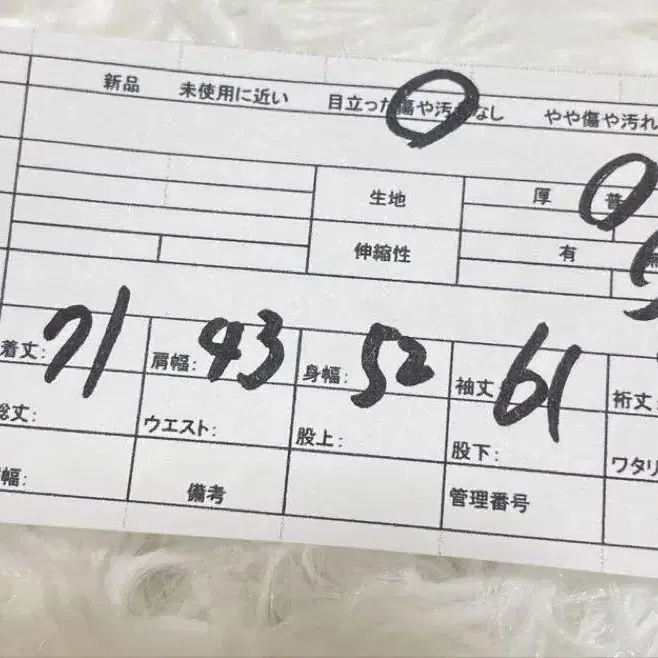 新品 未使用に近い 目立った傷や汚れなし やや傷や汚れ
生地 厚 普
伸縮性 有
着丈: 71 肩幅: 43 身幅: 52 袖丈: 61 裄丈
総丈: ウエスト: 股上: 股下: ワタリ
幅: 備考 管理番号